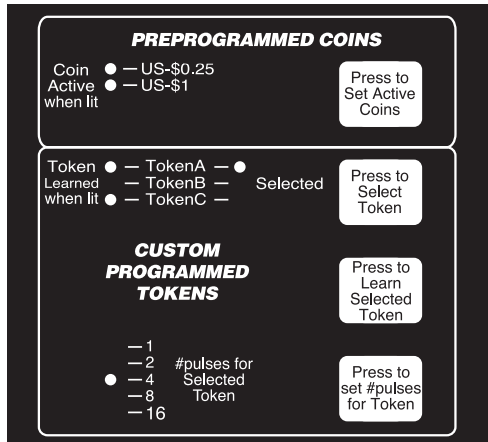 PREPROGRAMMED COINS
Coin
Active
when lit
– US-$0.25
– US-$1
Press to
Set Active
Coins
Token
Learned
when lit
– TokenA –
– TokenB –
– TokenC –
Selected
Press to
Select
Token
CUSTOM
PROGRAMMED
TOKENS
Press to
Learn
Selected
Token
– 1
– 2
– 4
– 8
– 16
#pulses for
Selected
Token
Press to
set #pulses
for Token